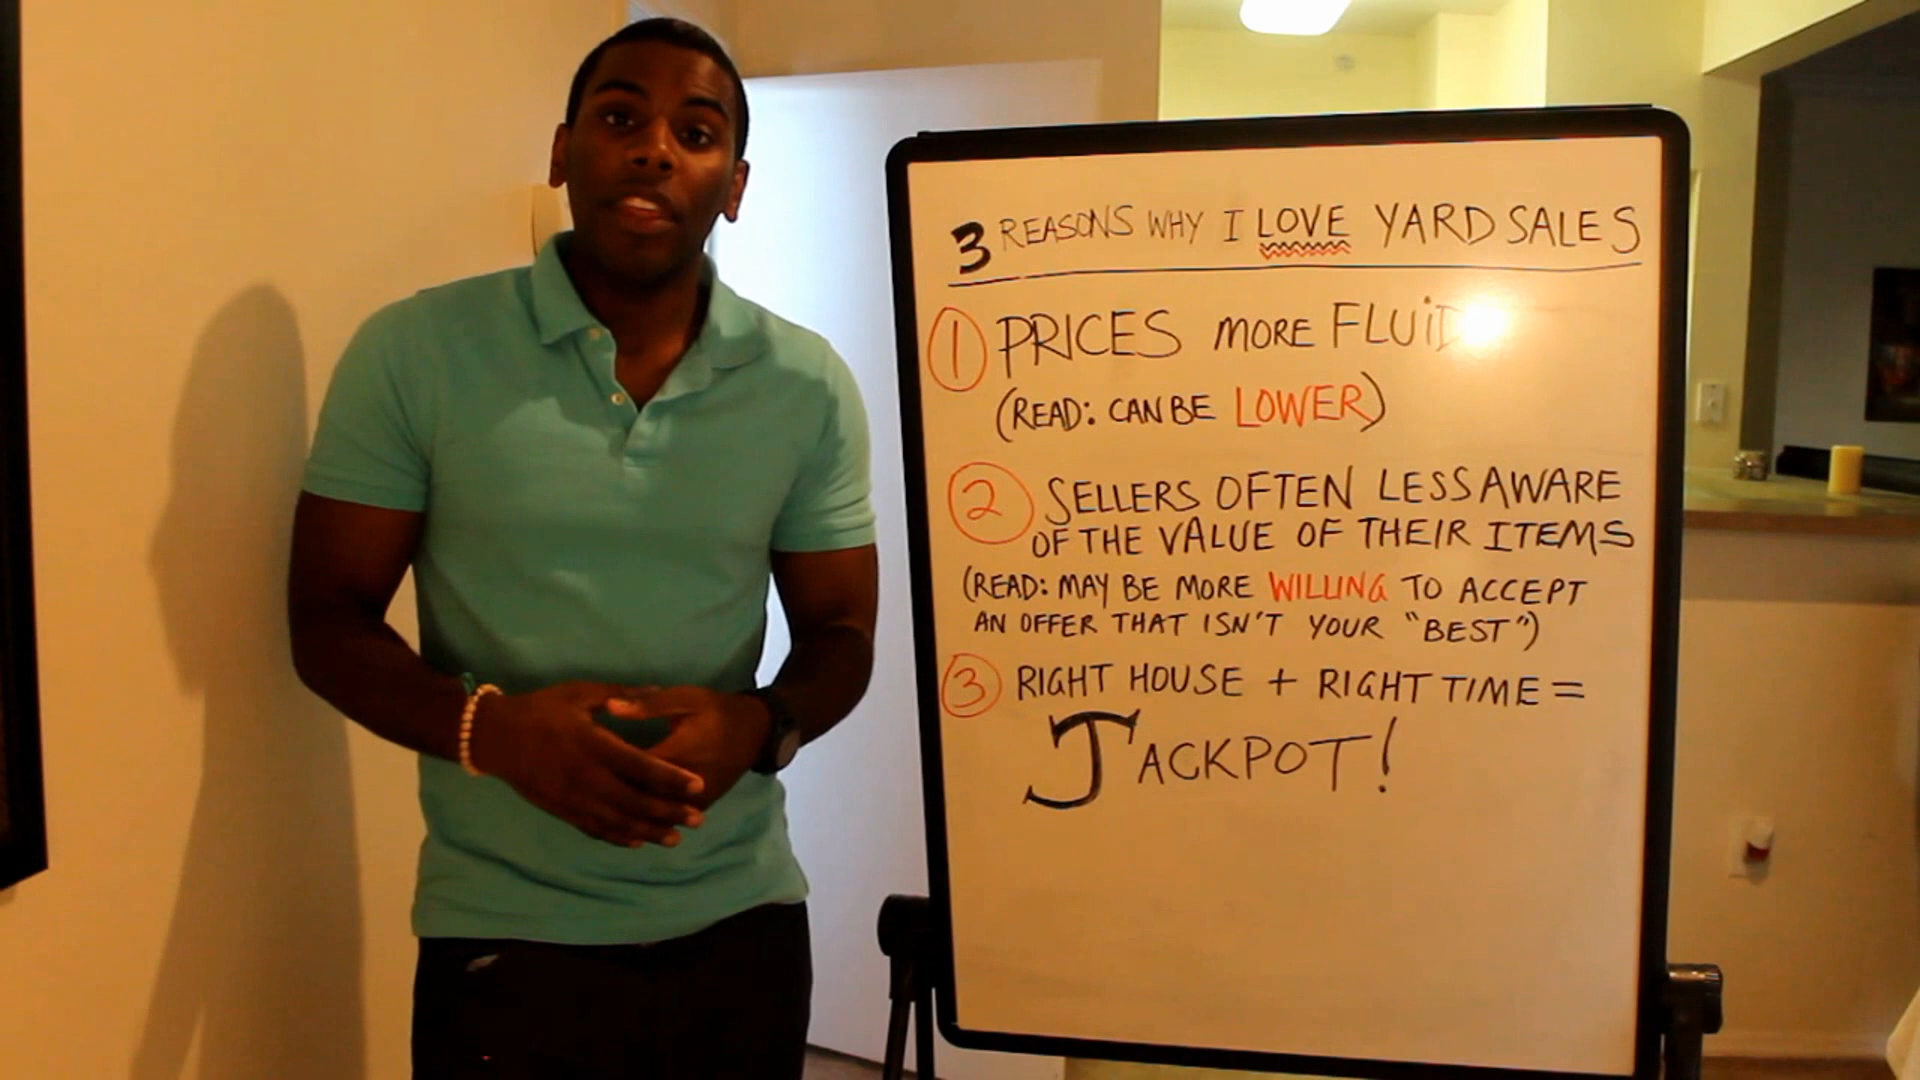 3 REASONS WHY I LOVE YARD SALES
1 PRICES MORE FLUID
(READ: CAN BE LOWER)
2 SELLERS OFTEN LESS AWARE
OF THE VALUE OF THEIR ITEMS
(READ: MAY BE MORE WILLING TO ACCEPT
AN OFFER THAT ISN'T YOUR "BEST")
3 RIGHT HOUSE + RIGHT TIME =
JACKPOT!